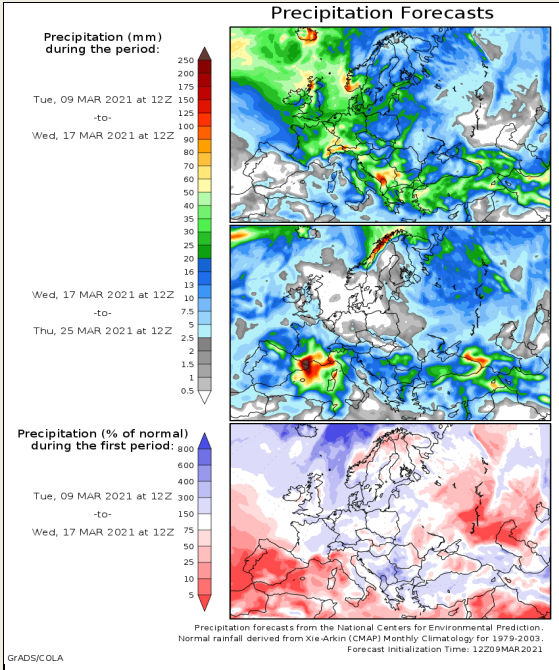 Precipitation Forecasts
Precipitation (mm)
during the period:
Tue, 09 MAR 2021 at 12Z
-to-
Wed, 17 MAR 2021 at 12Z
250
200
175
150
125
100
90
80
70
60
50
40
35
30
25
20
16
13
10
7.5
5
2.5
2
1.5
1
0.5
Wed, 17 MAR 2021 at 12Z
-to-
Thu, 25 MAR 2021 at 12Z
Precipitation (% of normal)
during the first period:
Tue, 09 MAR 2021 at 12Z
-to-
Wed, 17 MAR 2021 at 12Z
800
600
400
300
150
75
50
25
10
5
Precipitation forecasts from the National Centers for Environmental Prediction.
Normal rainfall derived from Xie-Arkin (CMAP) Monthly Climatology for 1979-2003.
Forecast Initialization Time: 12Z09MAR2021
GrADS/COLA